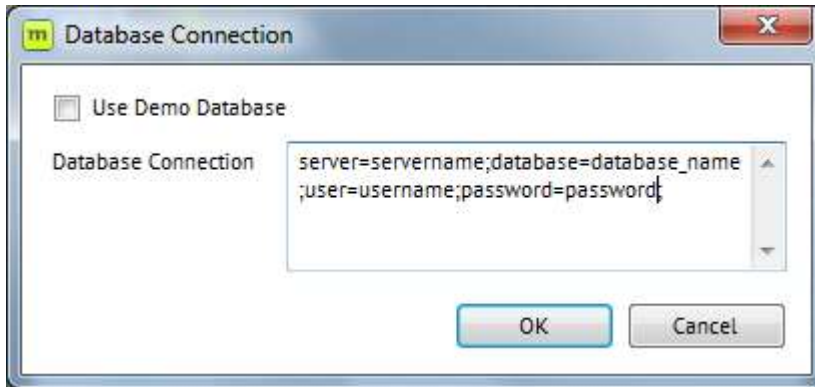 m Database Connection
Use Demo Database
Database Connection
server=servername;database=database_name
;user=username;password=password;
OK
Cancel